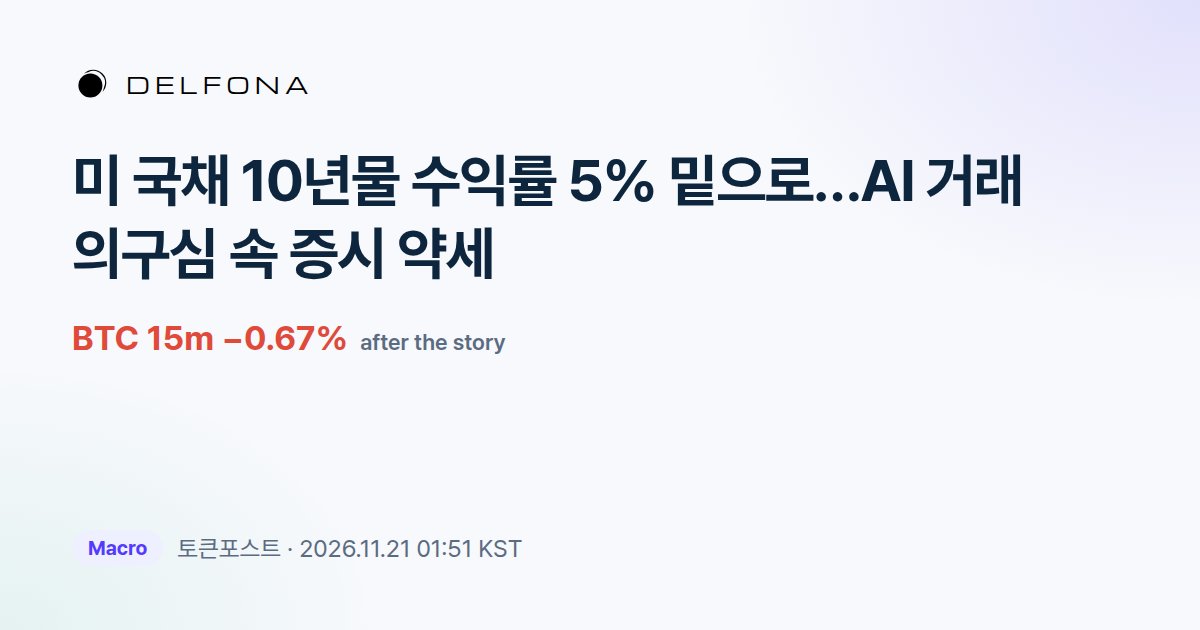 DELFONA
미 국채 10년물 수익률 5% 밑으로...AI 거래
의구심 속 증시 약세
BTC 15m −0.67% after the story
Macro 토큰포스트 · 2026.11.21 01:51 KST